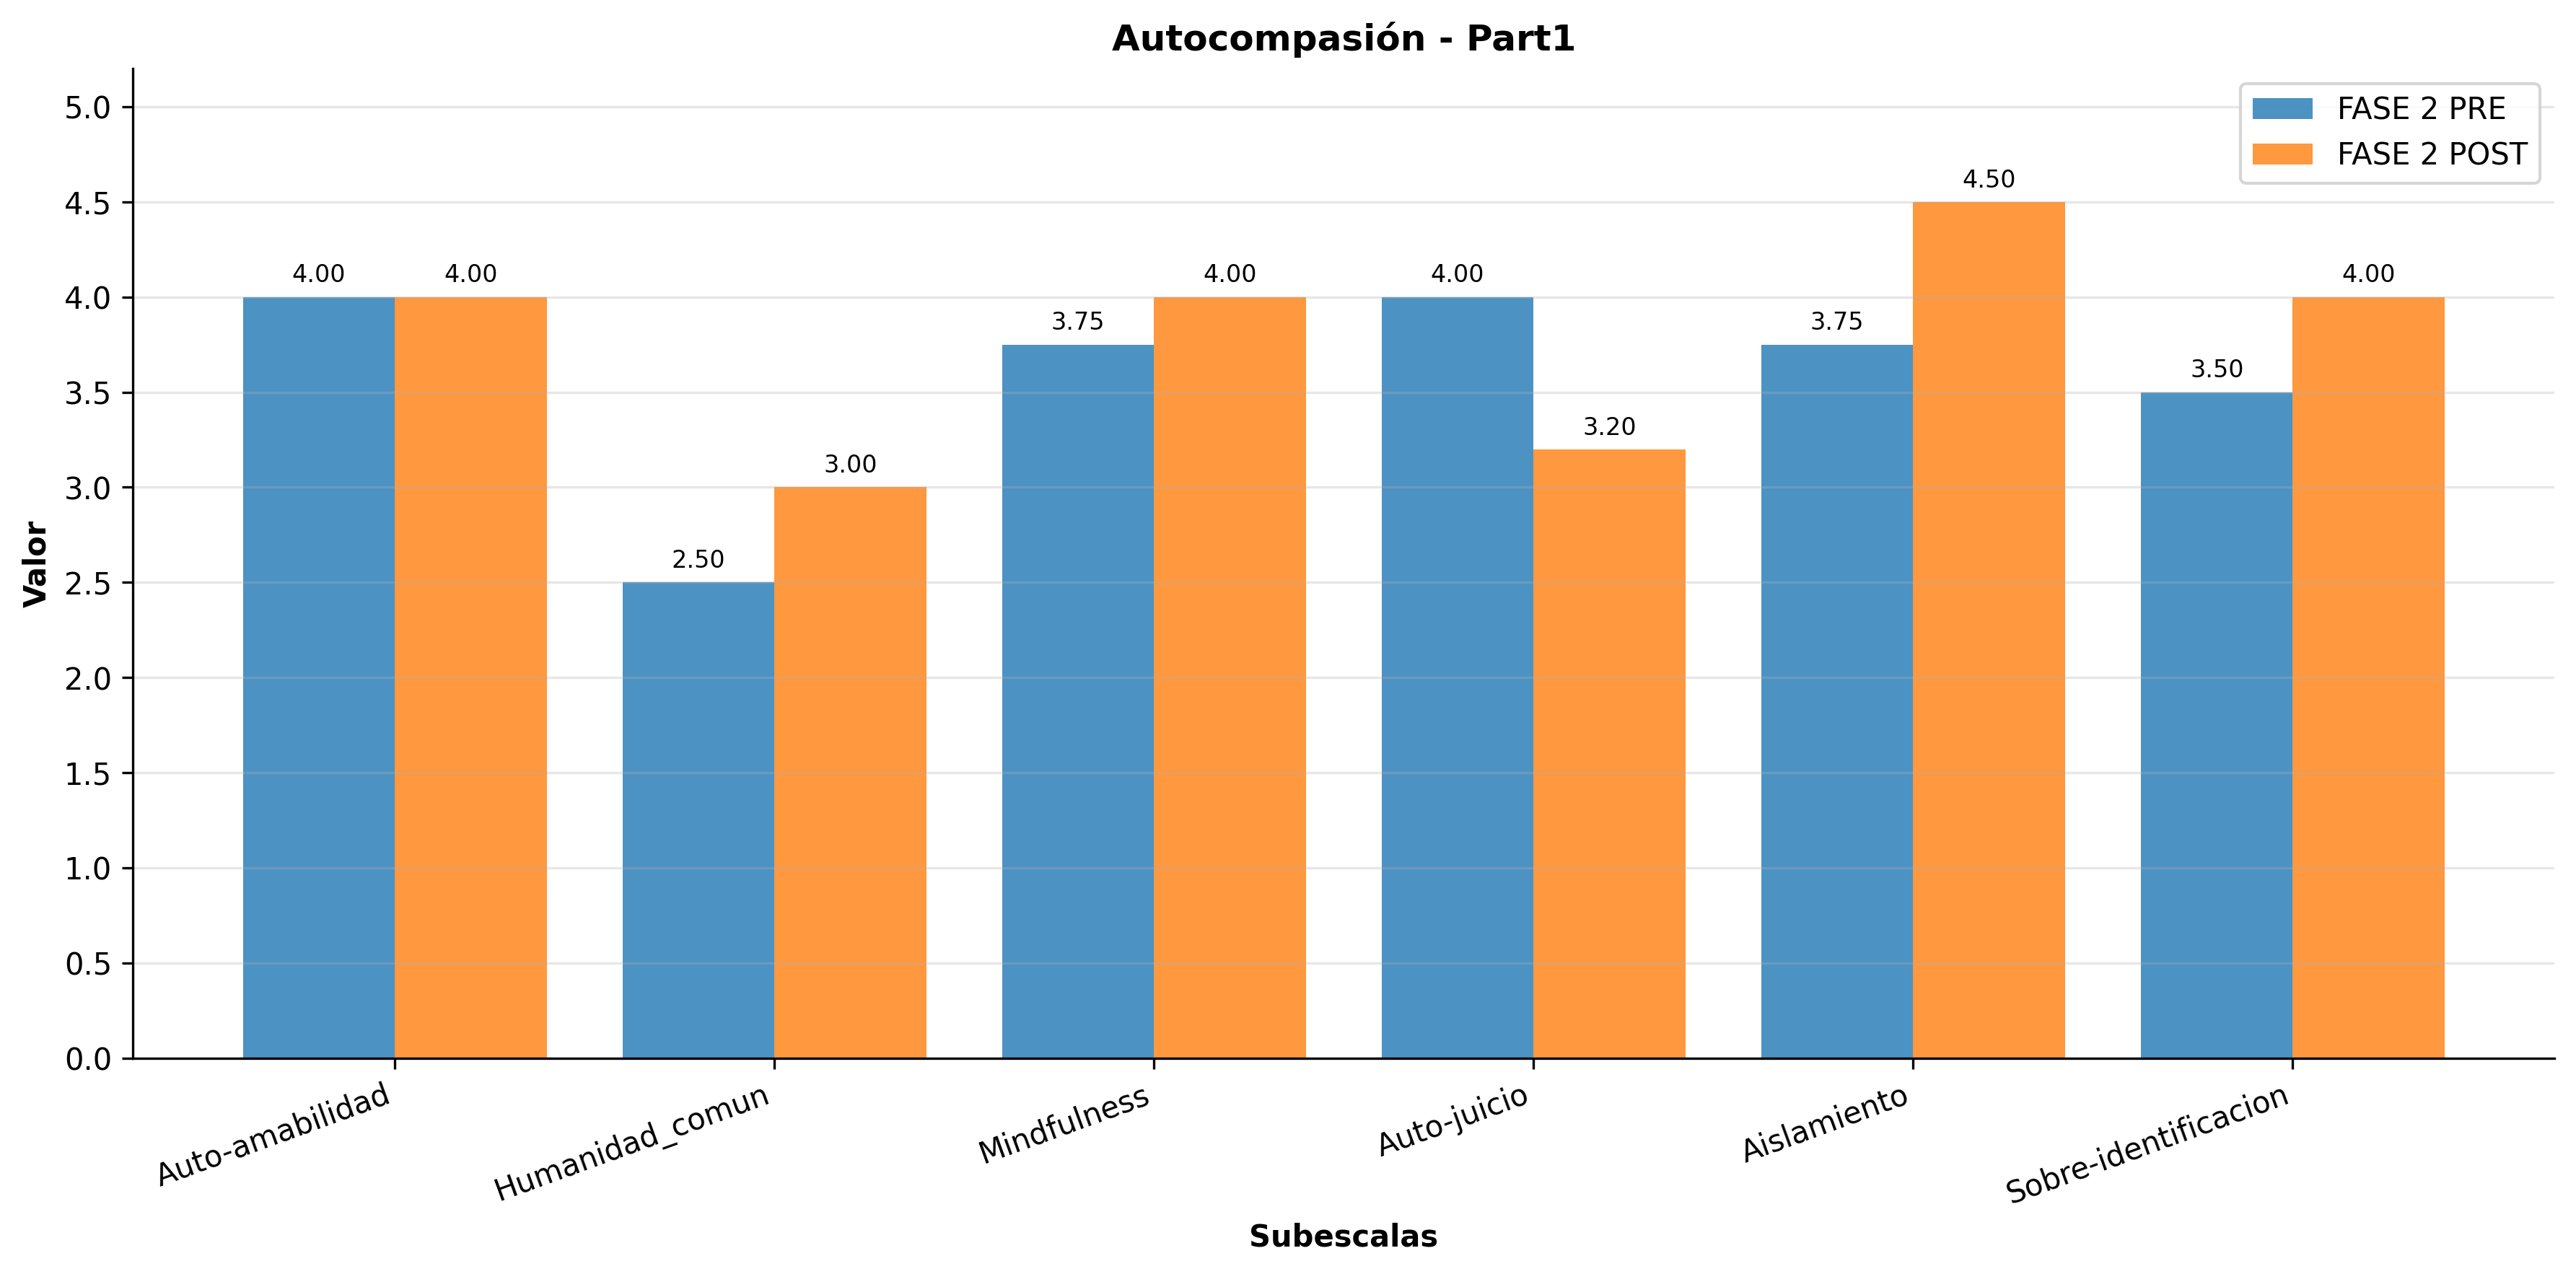 Autocompasión - Part1
FASE 2 PRE
FASE 2 POST
Valor
5.0
4.5
4.0
3.5
3.0
2.5
2.0
1.5
1.0
0.5
0.0
4.00
4.00
2.50
3.00
3.75
4.00
4.00
3.20
3.75
4.50
3.50
4.00
Auto-amabilidad
Humanidad_comun
Mindfulness
Auto-juicio
Aislamiento
Sobre-identificacion
Subescalas